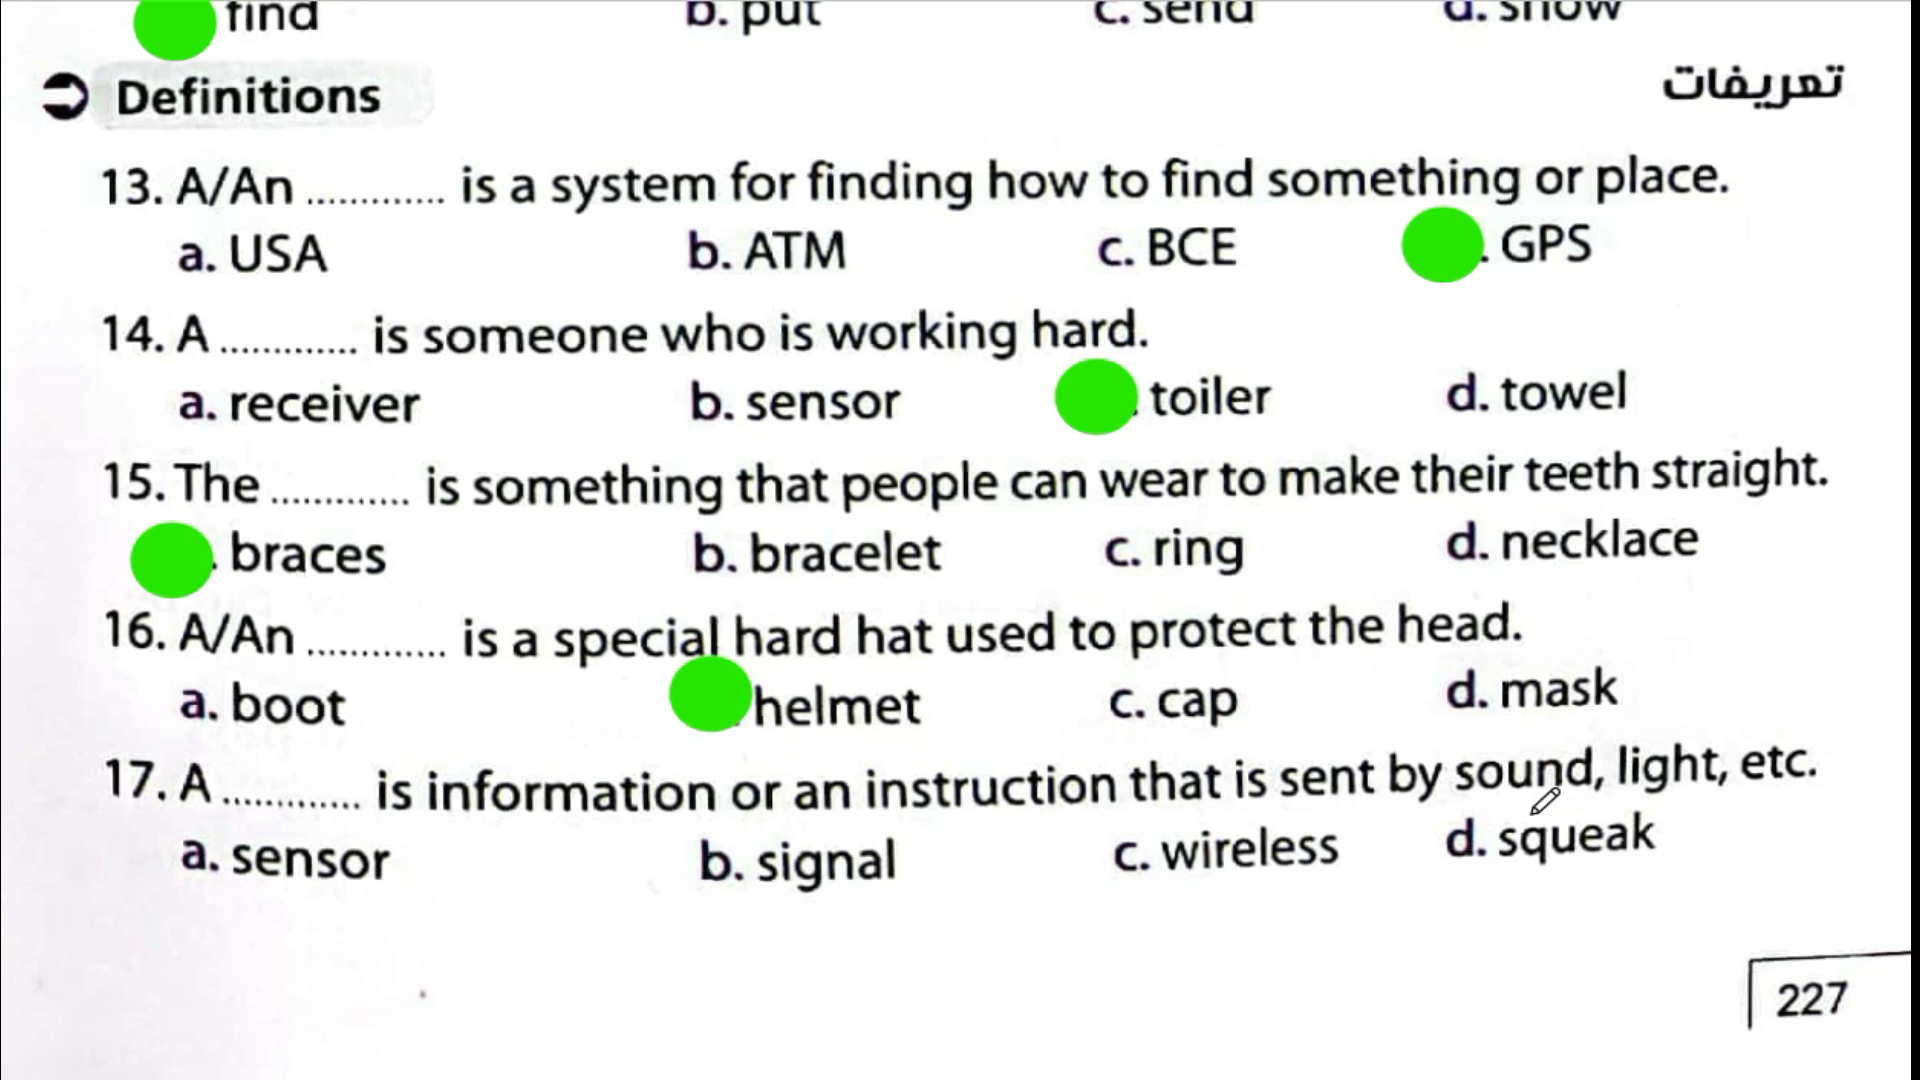 find b. put c. send d. show
Definitions تعريفات
13. A/An ............. is a system for finding how to find something or place.
a. USA b. ATM c. BCE . GPS
14. A ............. is someone who is working hard.
a. receiver b. sensor . toiler d. towel
15. The ............. is something that people can wear to make their teeth straight.
. braces b. bracelet c. ring d. necklace
16. A/An ............. is a special hard hat used to protect the head.
a. boot helmet c. cap d. mask
17. A ............. is information or an instruction that is sent by sound, light, etc.
a. sensor b. signal c. wireless d. squeak
227